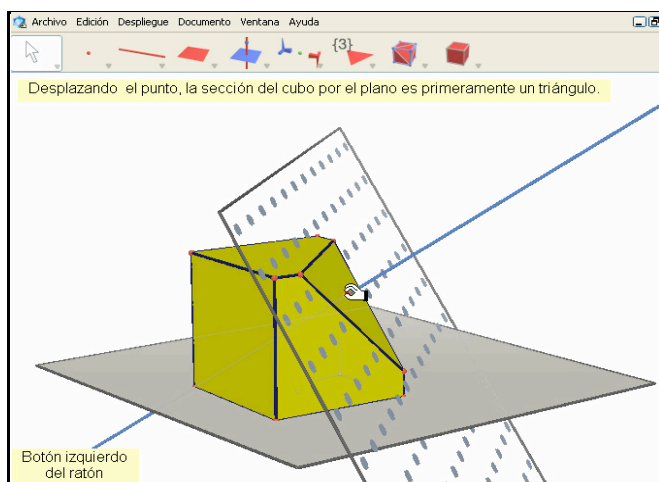 Archivo Edición Despliegue Documento Ventana Ayuda
{3}
Desplazando el punto, la sección del cubo por el plano es primeramente un triángulo.
Botón izquierdo
del ratón